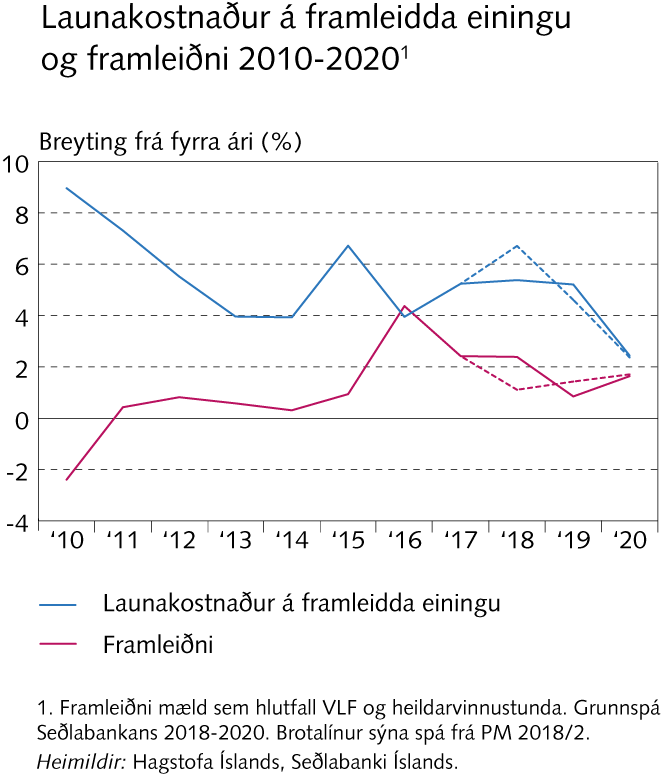 Launakostnaður á framleidda einingu
og framleiðni 2010-2020¹
Breyting frá fyrra ári (%)
10
8
6
4
2
0
-2
-4
‘10 ‘11 ‘12 ‘13 ‘14 ‘15 ‘16 ‘17 ‘18 ‘19 ‘20
Launakostnaður á framleidda einingu
Framleiðni
1. Framleiðni mæld sem hlutfall VLF og heildarvinnustunda. Grunnspá
Seðlabankans 2018-2020. Brotalínur sýna spá frá PM 2018/2.
Heimildir: Hagstofa Íslands, Seðlabanki Íslands.